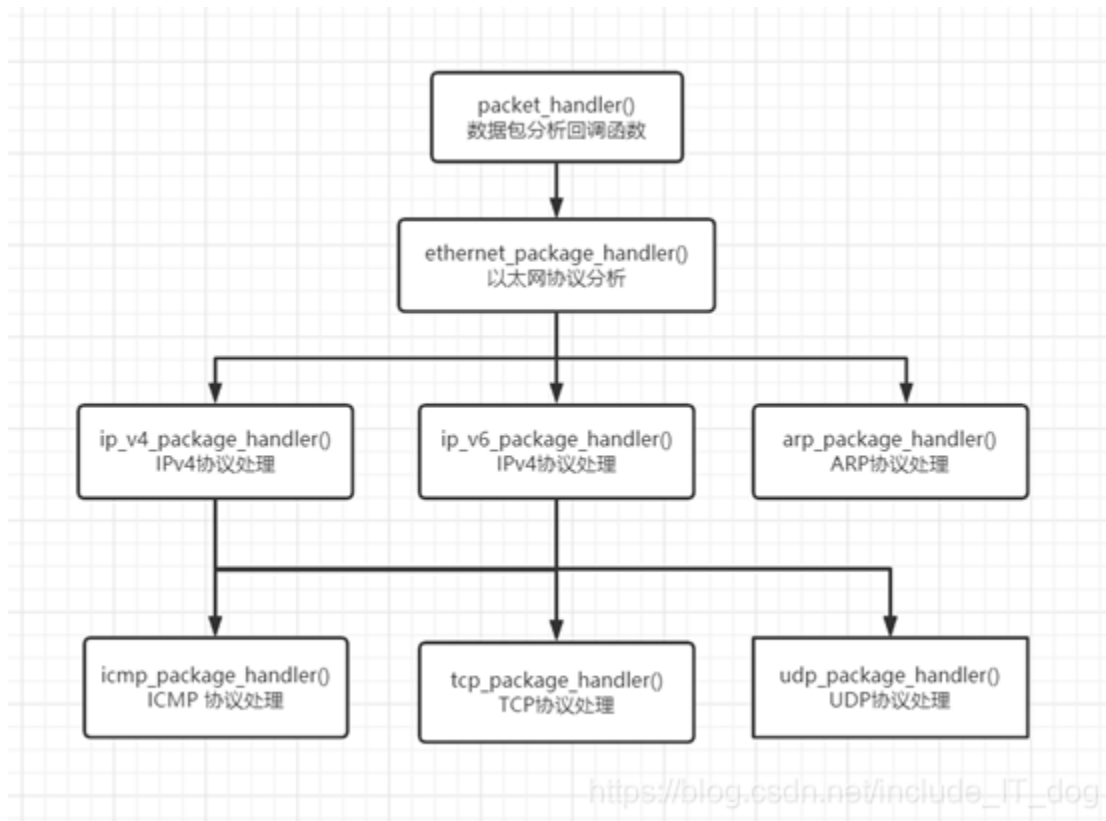 packet_handler()
数据包分析回调函数
ethernet_package_handler()
以太网协议分析
ip_v4_package_handler()
IPv4协议处理
ip_v6_package_handler()
IPv4协议处理
arp_package_handler()
ARP协议处理
icmp_package_handler()
ICMP 协议处理
tcp_package_handler()
TCP协议处理
udp_package_handler()
UDP协议处理
https://blog.csdn.net/include_IT_dog